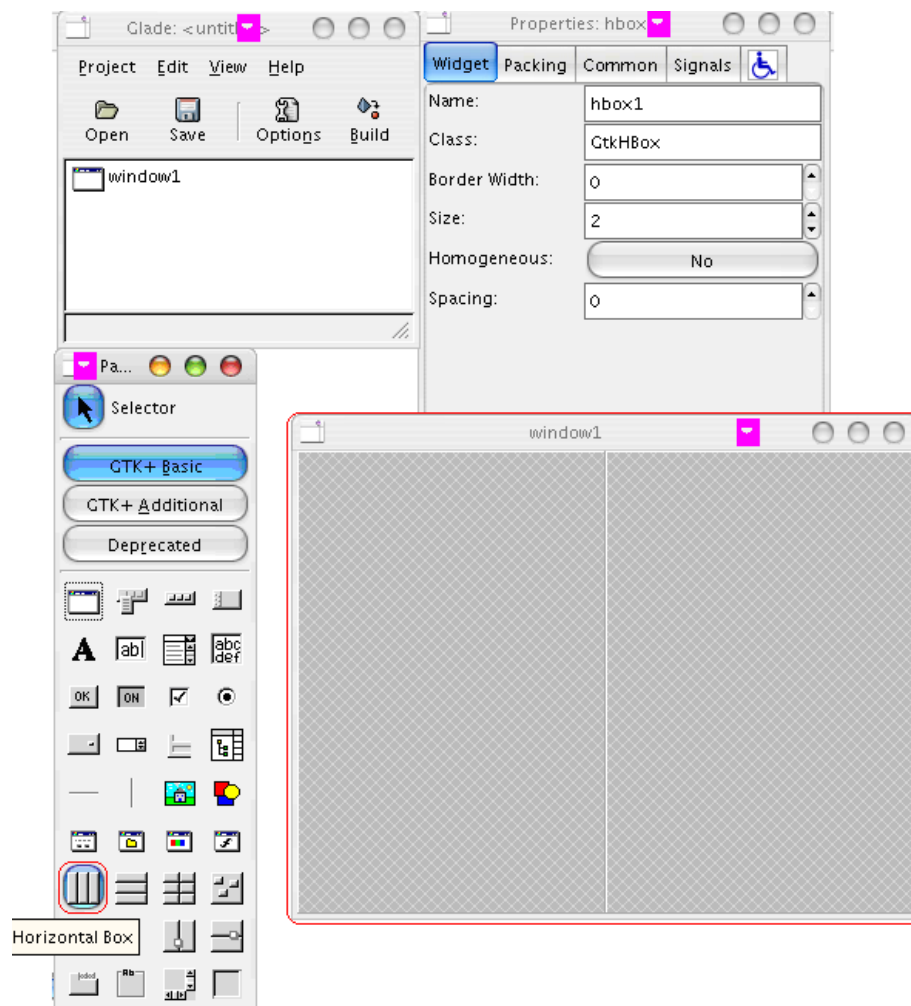 Glade: <untitl >
Project Edit View Help
Open Save Options Build
window1
Properties: hbox
Widget Packing Common Signals
Name: hbox1
Class: GtkHBox
Border Width: 0
Size: 2
Homogeneous: No
Spacing: 0
Pa...
Selector
GTK+ Basic
GTK+ Additional
Deprecated
A abl abc
def
OK ON
Horizontal Box
window1